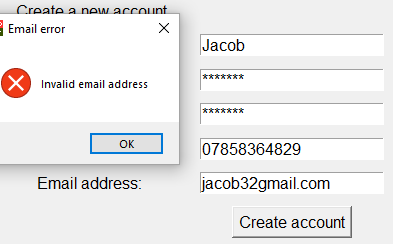 Create a new account
Email error
Invalid email address
OK
Jacob
*******
*******
07858364829
Email address:
jacob32gmail.com
Create account